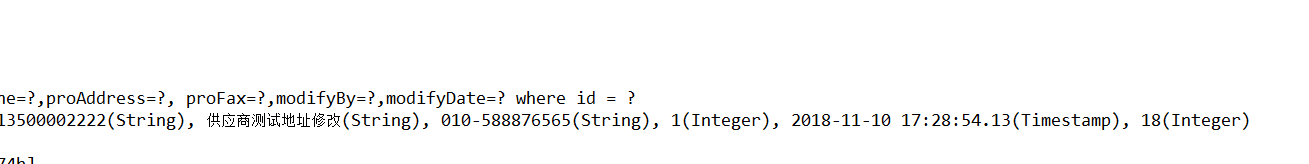 ne=?,proAddress=?, proFax=?,modifyBy=?,modifyDate=? where id = ?
13500002222(String), 供应商测试地址修改(String), 010-588876565(String), 1(Integer), 2018-11-10 17:28:54.13(Timestamp), 18(Integer)